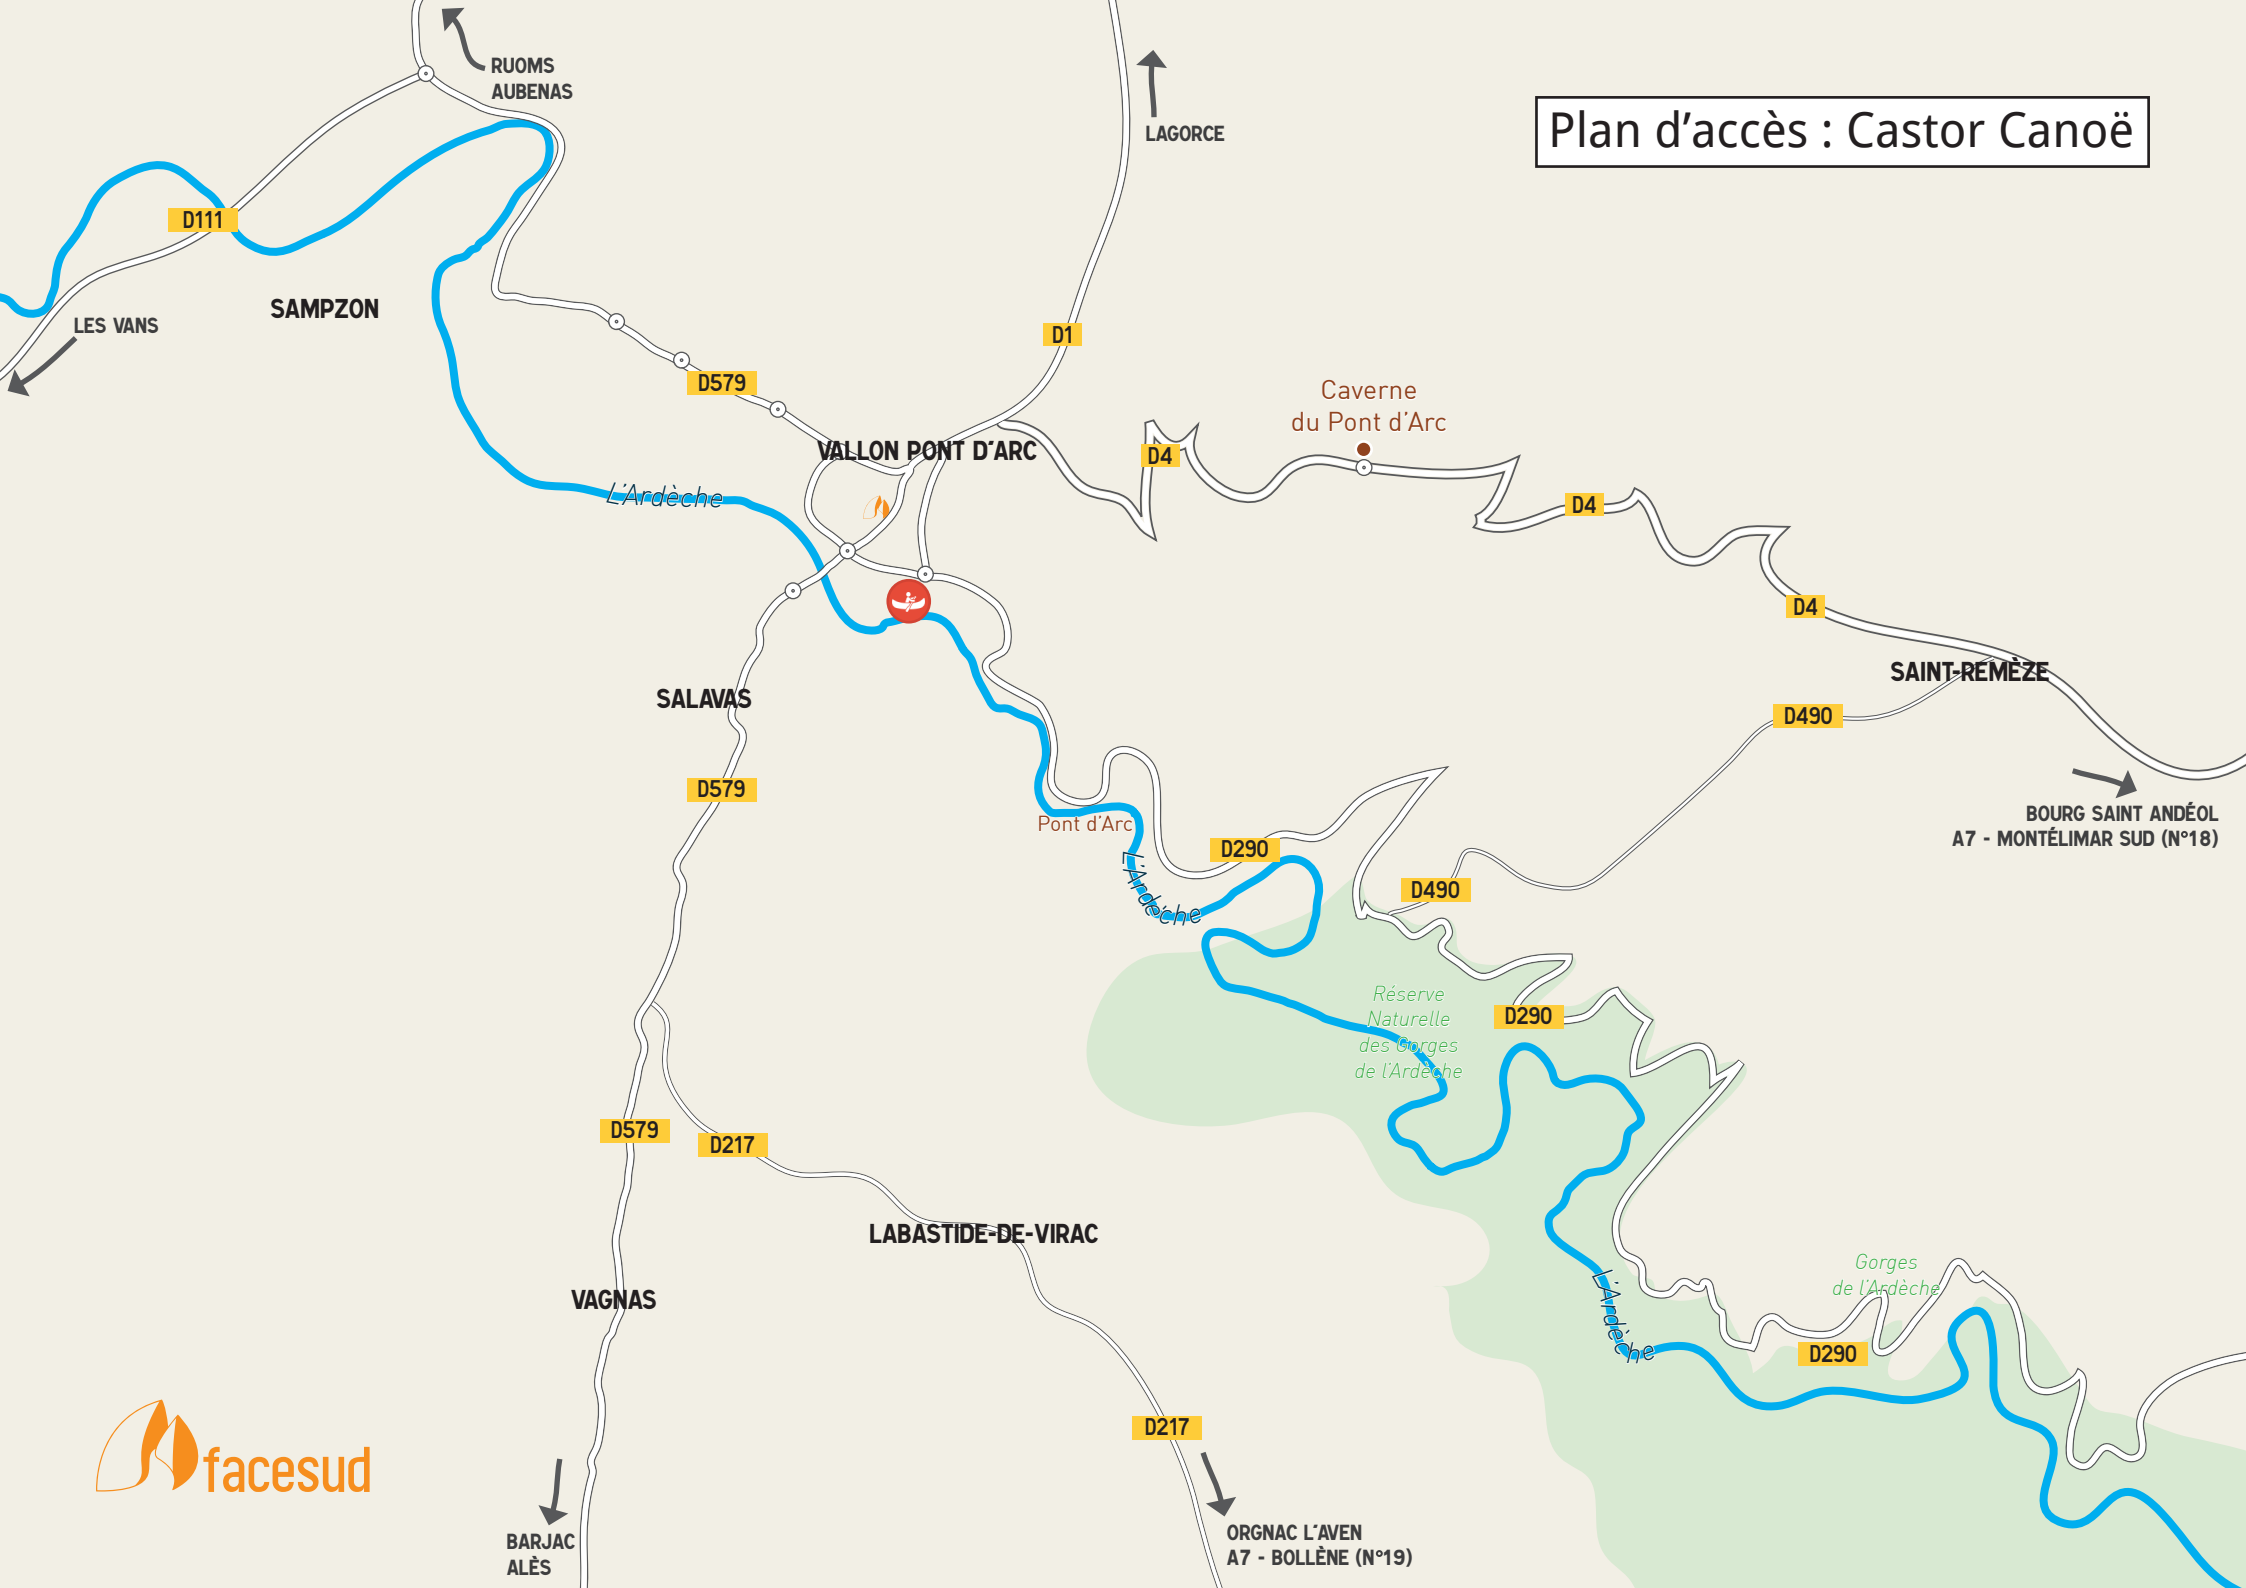 RUOMS
AUBENAS
LAGORCE
Plan d’accès : Castor Canoë
D111
SAMPZON
LES VANS
D1
D579
Caverne
du Pont d’Arc
VALLON PONT D’ARC
D4
L’Ardèche
D4
D4
SAINT-REMÈZE
SALAVAS
D490
D579
BOURG SAINT ANDÉOL
A7 - MONTÉLIMAR SUD (N°18)
Pont d’Arc
D290
L’Ardèche
D490
Réserve
Naturelle
des Gorges
de l’Ardèche
D290
D579
D217
LABASTIDE-DE-VIRAC
Gorges
de l’Ardèche
VAGNAS
L’Ardèche
D290
D217
facesud
BARJAC
ALÈS
ORGNAC L’AVEN
A7 - BOLLÈNE (N°19)